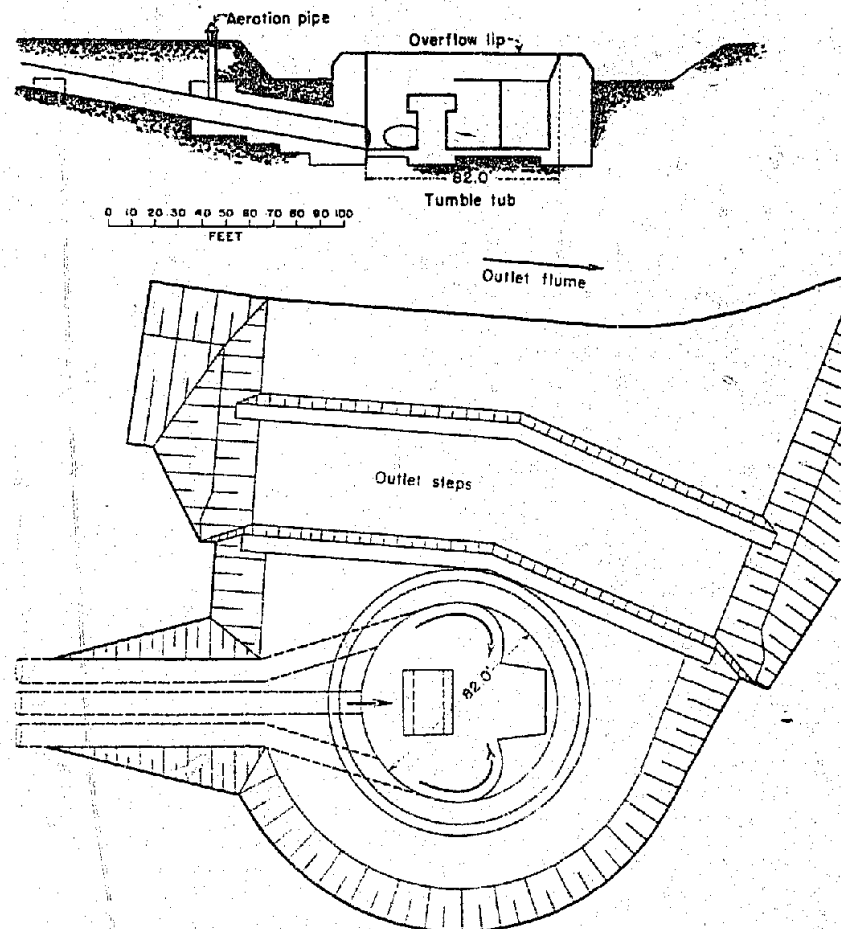 Aeration pipe
Overflow lip
82.0'
Tumble tub
0 10 20 30 40 50 60 70 80 90 100
FEET
Outlet flume
Outlet steps
82.0'